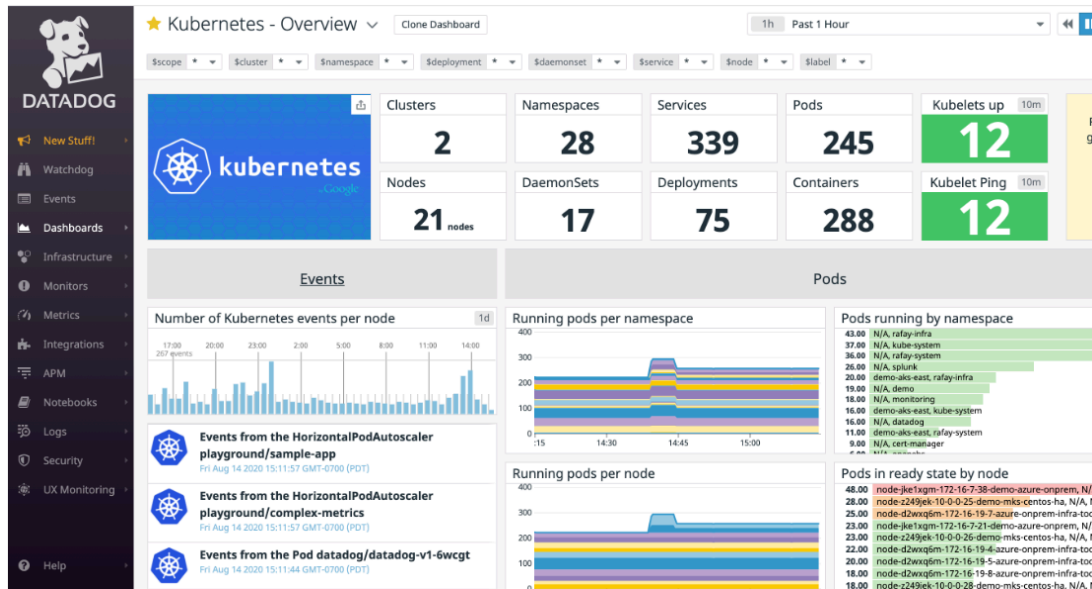 DATADOG
New Stuff!
Watchdog
Events
Dashboards
Infrastructure
Monitors
Metrics
Integrations
APM
Notebooks
Logs
Security
UX Monitoring
Help
Kubernetes - Overview
Clone Dashboard
1h Past 1 Hour
$scope * $cluster * $namespace * $deployment * $daemonset * $service * $node * $label *
kubernetes
by Google
Clusters
2
Namespaces
28
Services
339
Pods
245
Kubelets up 10m
12
Nodes
21 nodes
DaemonSets
17
Deployments
75
Containers
288
Kubelet Ping 10m
12
Events
Number of Kubernetes events per node 1d
17:00 20:00 23:00 2:00 5:00 8:00 11:00 14:00
267 events
Events from the HorizontalPodAutoscaler
playground/sample-app
Fri Aug 14 2020 15:11:57 GMT-0700 (PDT)
Events from the HorizontalPodAutoscaler
playground/complex-metrics
Fri Aug 14 2020 15:11:57 GMT-0700 (PDT)
Events from the Pod datadog/datadog-v1-6wcgt
Fri Aug 14 2020 15:11:44 GMT-0700 (PDT)
Pods
Running pods per namespace
400
300
200
100
0
:15 14:30 14:45 15:00
Running pods per node
400
300
200
100
0
Pods running by namespace
43.00 N/A, rafay-infra
37.00 N/A, kube-system
36.00 N/A, rafay-system
26.00 N/A, splunk
20.00 demo-aks-east, rafay-infra
19.00 N/A, demo
18.00 N/A, monitoring
16.00 demo-aks-east, kube-system
16.00 N/A, datadog
11.00 demo-aks-east, rafay-system
9.00 N/A, cert-manager
Pods in ready state by node
48.00 node-jke1xgm-172-16-7-38-demo-azure-onprem, N/
28.00 node-z249jek-10-0-0-25-demo-mks-centos-ha, N/A,
25.00 node-d2wxq6m-172-16-19-7-azure-onprem-infra-too
23.00 node-jke1xgm-172-16-7-21-demo-azure-onprem, N/
23.00 node-z249jek-10-0-0-26-demo-mks-centos-ha, N/A,
22.00 node-d2wxq6m-172-16-19-4-azure-onprem-infra-too
20.00 node-d2wxq6m-172-16-19-5-azure-onprem-infra-too
18.00 node-d2wxq6m-172-16-19-8-azure-onprem-infra-too
18.00 node-z249jek-10-0-0-28-demo-mks-centos-ha, N/A,